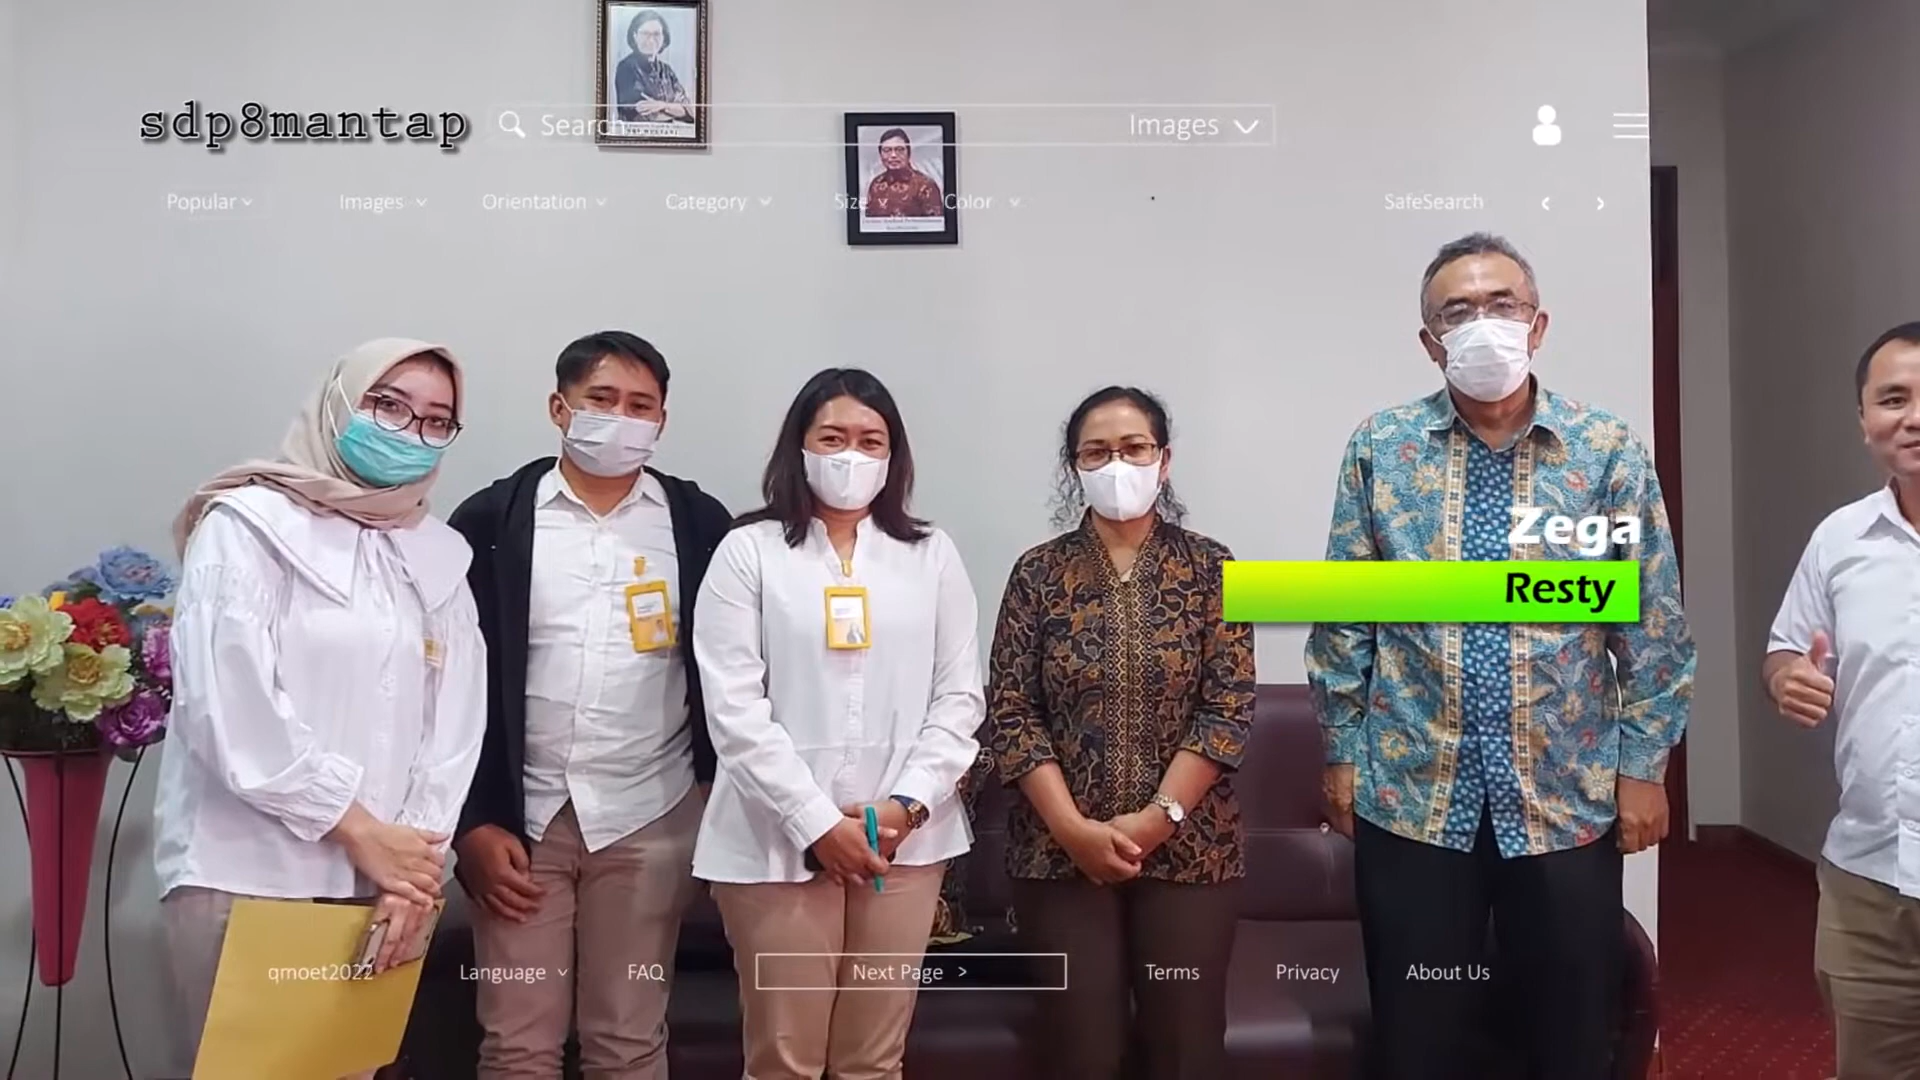 sdp8mantap
Search
Images
Popular
Images
Orientation
Category
Size
Color
SafeSearch
Zega
Resty
qmoet2022
Language
FAQ
Next Page >
Terms
Privacy
About Us